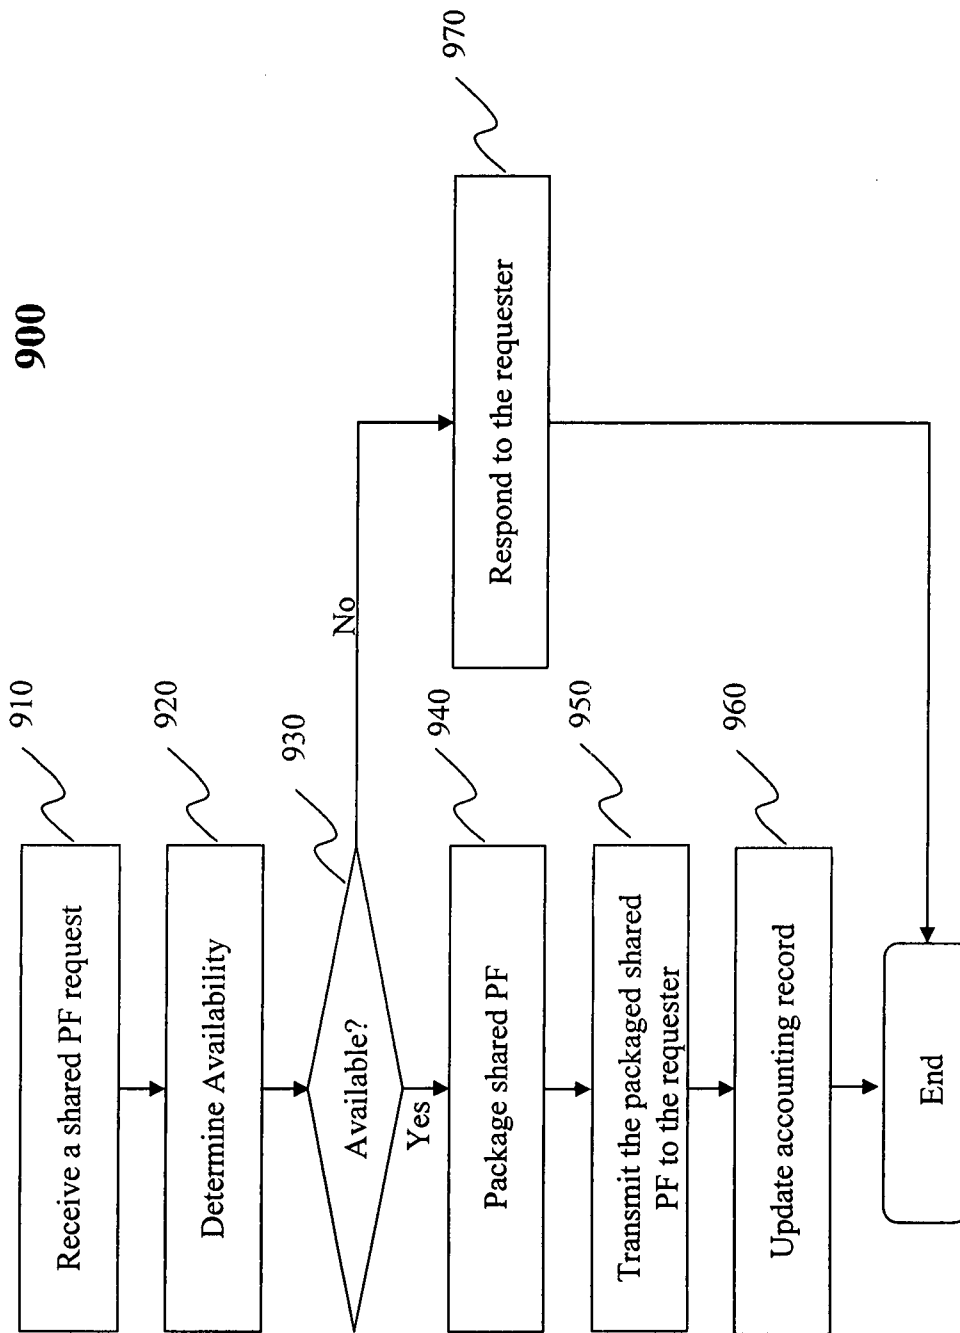 900
910
Receive a shared PF request
920
Determine Availability
930
Available?
No
Yes
940
Package shared PF
970
Respond to the requester
950
Transmit the packaged shared
PF to the requester
960
Update accounting record
End